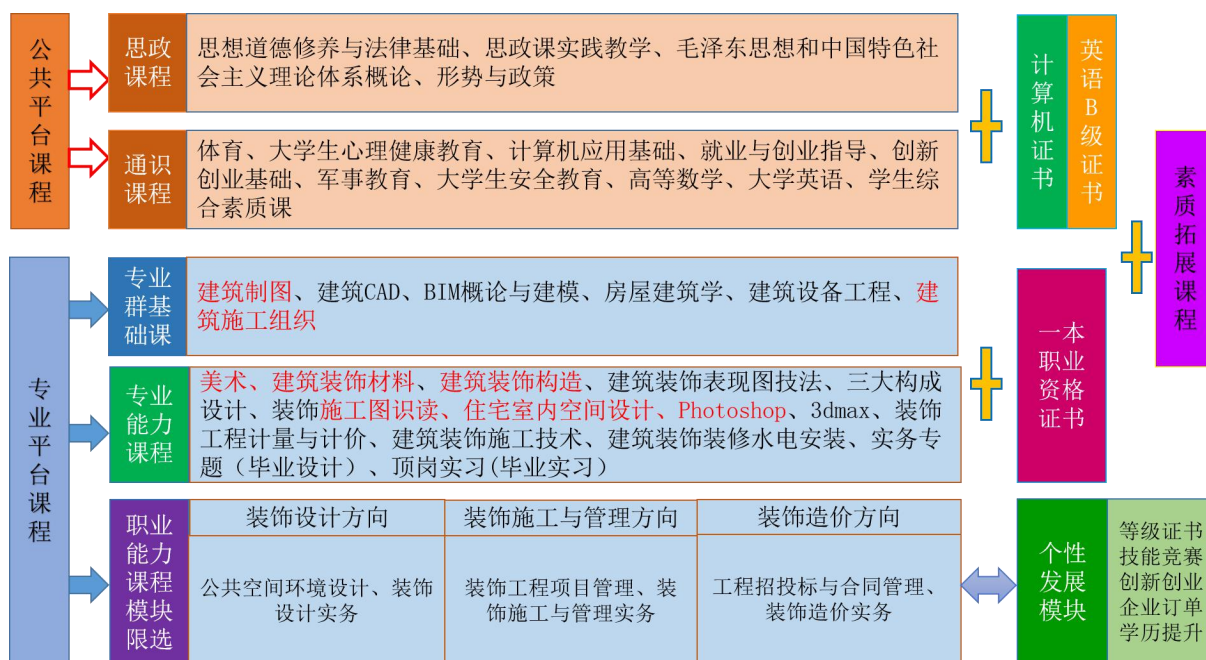 公共平台课程
思政
课程
思想道德修养与法律基础、思政课实践教学、毛泽东思想和中国特色社
会主义理论体系概论、形势与政策
通识
课程
体育、大学生心理健康教育、计算机应用基础、就业与创业指导、创新
创业基础、军事教育、大学生安全教育、高等数学、大学英语、学生综
合素质课
计算机证书
英语B级证书
素质拓展课程
专业平台课程
专业
群基
础课
建筑制图、建筑CAD、BIM概论与建模、房屋建筑学、建筑设备工程、建
筑施工组织
专业
能力
课程
美术、建筑装饰材料、建筑装饰构造、建筑装饰表现图技法、三大构成
设计、装饰施工图识读、住宅室内空间设计、Photoshop、3dmax、装饰
工程计量与计价、建筑装饰施工技术、建筑装饰装修水电安装、实务专
题（毕业设计）、顶岗实习(毕业实习）
一本
职业
资格
证书
职业
能力
课程
模块
限选
装饰设计方向
公共空间环境设计、装饰
设计实务
装饰施工与管理方向
装饰工程项目管理、装
饰施工与管理实务
装饰造价方向
工程招投标与合同管理、
装饰造价实务
个性
发展
模块
等级证书
技能竞赛
创新创业
企业订单
学历提升